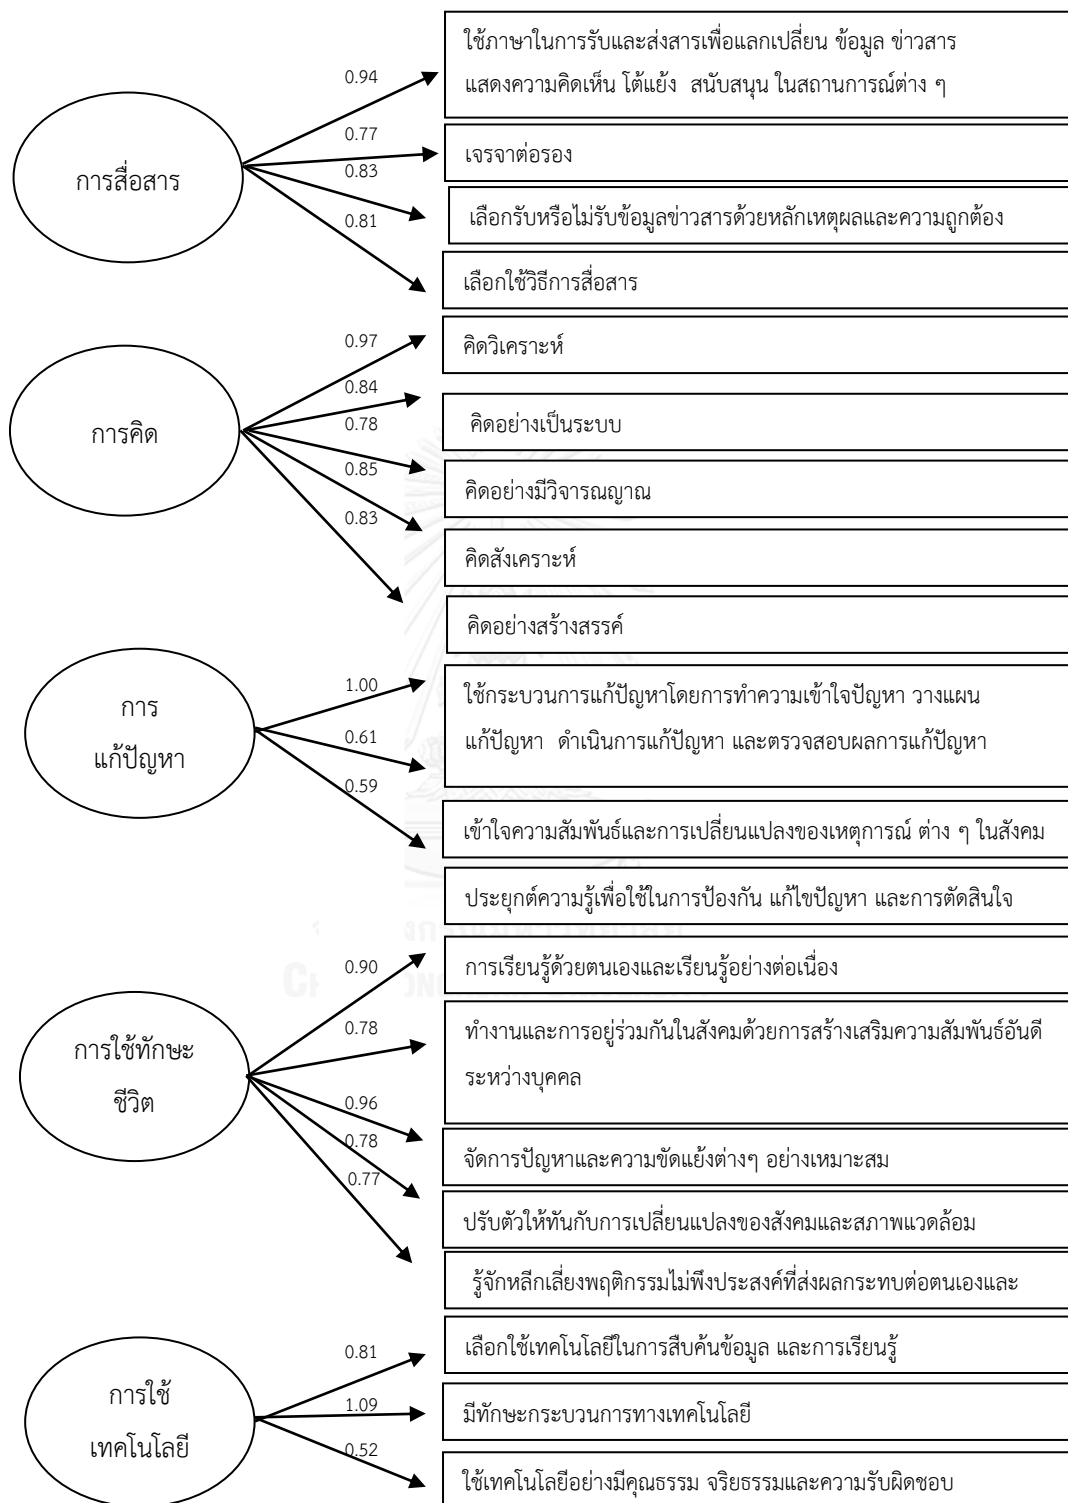 ใช้ภาษาในการรับและส่งสารเพื่อแลกเปลี่ยน ข้อมูล ข่าวสาร
แสดงความคิดเห็น โต้แย้ง สนับสนุน ในสถานการณ์ต่าง ๆ
0.94
0.77
เจรจาต่อรอง
การสื่อสาร
0.83
เลือกรับหรือไม่รับข้อมูลข่าวสารด้วยหลักเหตุผลและความถูกต้อง
0.81
เลือกใช้วิธีการสื่อสาร
0.97
คิดวิเคราะห์
0.84
การคิด
0.78
คิดอย่างเป็นระบบ
0.85
คิดอย่างมีวิจารณญาณ
0.83
คิดสังเคราะห์
คิดอย่างสร้างสรรค์
การ
แก้ปัญหา
1.00
ใช้กระบวนการแก้ปัญหาโดยการทำความเข้าใจปัญหา วางแผน
แก้ปัญหา ดำเนินการแก้ปัญหา และตรวจสอบผลการแก้ปัญหา
0.61
0.59
เข้าใจความสัมพันธ์และการเปลี่ยนแปลงของเหตุการณ์ ต่าง ๆ ในสังคม
ประยุกต์ความรู้เพื่อใช้ในการป้องกัน แก้ไขปัญหา และการตัดสินใจ
0.90
การเรียนรู้ด้วยตนเองและเรียนรู้อย่างต่อเนื่อง
0.78
ทำงานและการอยู่ร่วมกันในสังคมด้วยการสร้างเสริมความสัมพันธ์อันดี
ระหว่างบุคคล
การใช้ทักษะ
ชีวิต
0.96
0.78
จัดการปัญหาและความขัดแย้งต่างๆ อย่างเหมาะสม
0.77
ปรับตัวให้ทันกับการเปลี่ยนแปลงของสังคมและสภาพแวดล้อม
รู้จักหลีกเลี่ยงพฤติกรรมไม่พึงประสงค์ที่ส่งผลกระทบต่อตนเองและ
0.81
เลือกใช้เทคโนโลยีในการสืบค้นข้อมูล และการเรียนรู้
การใช้
เทคโนโลยี
1.09
มีทักษะกระบวนการทางเทคโนโลยี
0.52
ใช้เทคโนโลยีอย่างมีคุณธรรม จริยธรรมและความรับผิดชอบ